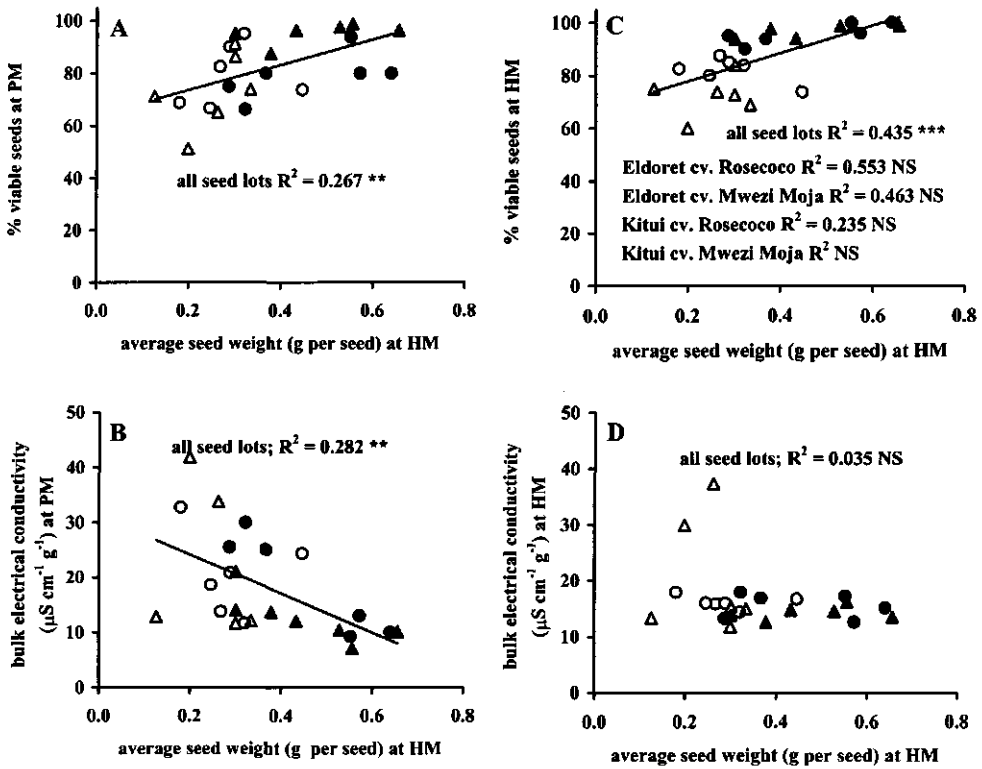 A
100
80
60
40
20
0
% viable seeds at PM
all seed lots R² = 0.267 **
0.0 0.2 0.4 0.6 0.8
average seed weight (g per seed) at HM
C
100
80
60
40
20
0
% viable seeds at HM
all seed lots R² = 0.435 ***
Eldoret cv. Rosecoco R² = 0.553 NS
Eldoret cv. Mwezi Moja R² = 0.463 NS
Kitui cv. Rosecoco R² = 0.235 NS
Kitui cv. Mwezi Moja R² NS
0.0 0.2 0.4 0.6 0.8
average seed weight (g per seed) at HM
B
50
40
30
20
10
0
bulk electrical conductivity
(µS cm⁻¹ g⁻¹) at PM
all seed lots; R² = 0.282 **
0.0 0.2 0.4 0.6 0.8
average seed weight (g per seed) at HM
D
50
40
30
20
10
0
bulk electrical conductivity
(µS cm⁻¹ g⁻¹) at HM
all seed lots; R² = 0.035 NS
0.0 0.2 0.4 0.6 0.8
average seed weight (g per seed) at HM